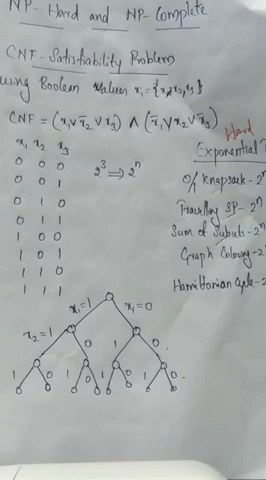 NP-Hard and NP-Complete
CNF-Satisfiability Problem
using Boolean Values xi={x1,x2,x3}
CNF=(x1∨x̄2∨x3) ∧ (x̄1∨x2∨x̄3)
Hard
x1 x2 x3
Exponential
0 0 0
2³⇒2ⁿ
0/1 Knapsack-2ⁿ
0 0 1
0 1 0
Travelling SP-2ⁿ
0 1 1
Sum of Subsets-2ⁿ
1 0 0
Graph Colouring-2
1 0 1
1 1 0
Hamiltonian Cycle-2
1 1 1
x1=1 x1=0
x2=1 0 1 0
1 0 1 0 1 0 1 0